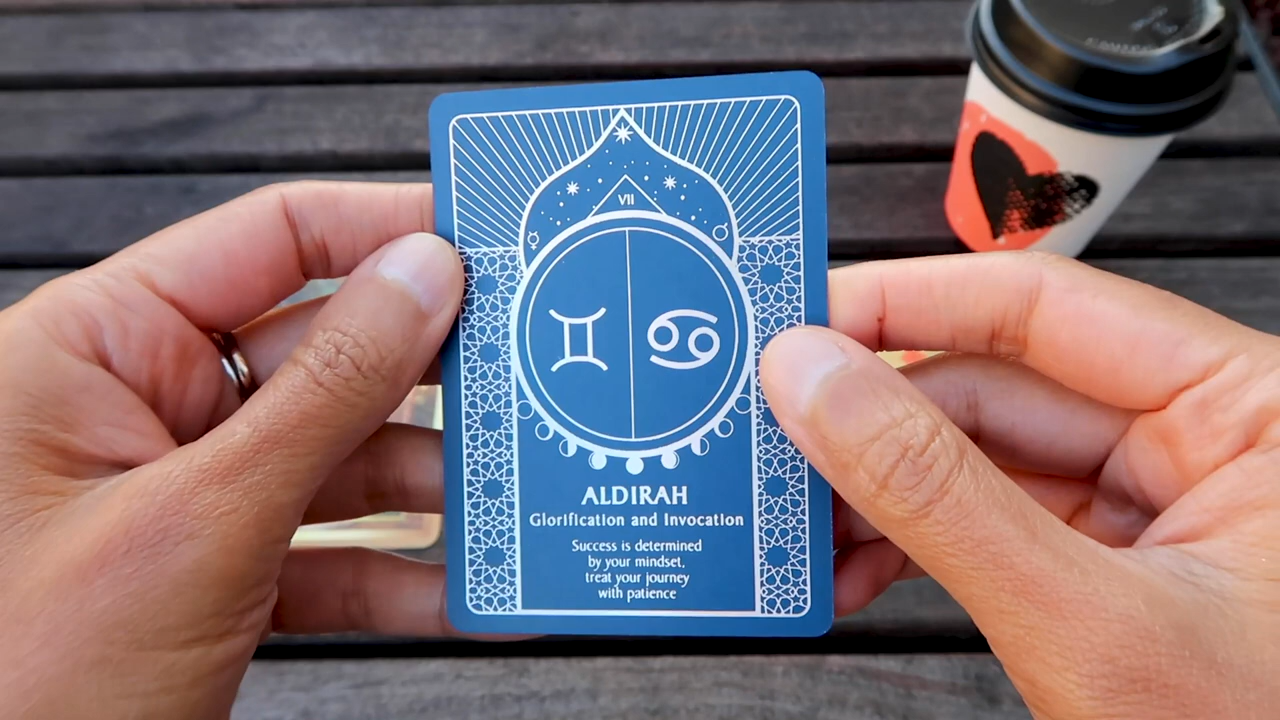 VII
ALDIRAH
Glorification and Invocation
Success is determined
by your mindset,
treat your journey
with patience